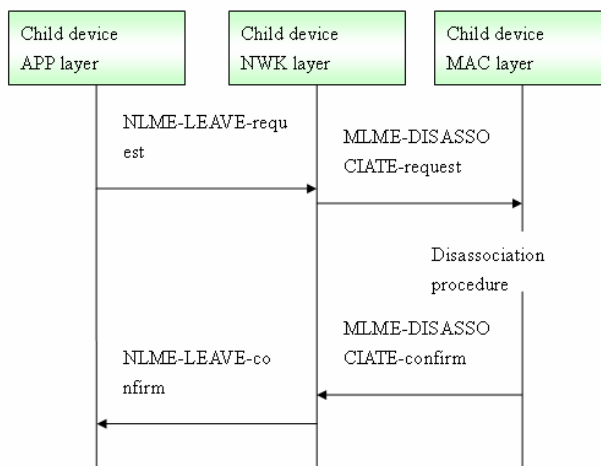 Child device
APP layer
Child device
NWK layer
Child device
MAC layer
NLME-LEAVE-requ
est
MLME-DISASSO
CIATE-request
Disassociation
procedure
MLME-DISASSO
CIATE-confirm
NLME-LEAVE-co
nfirm